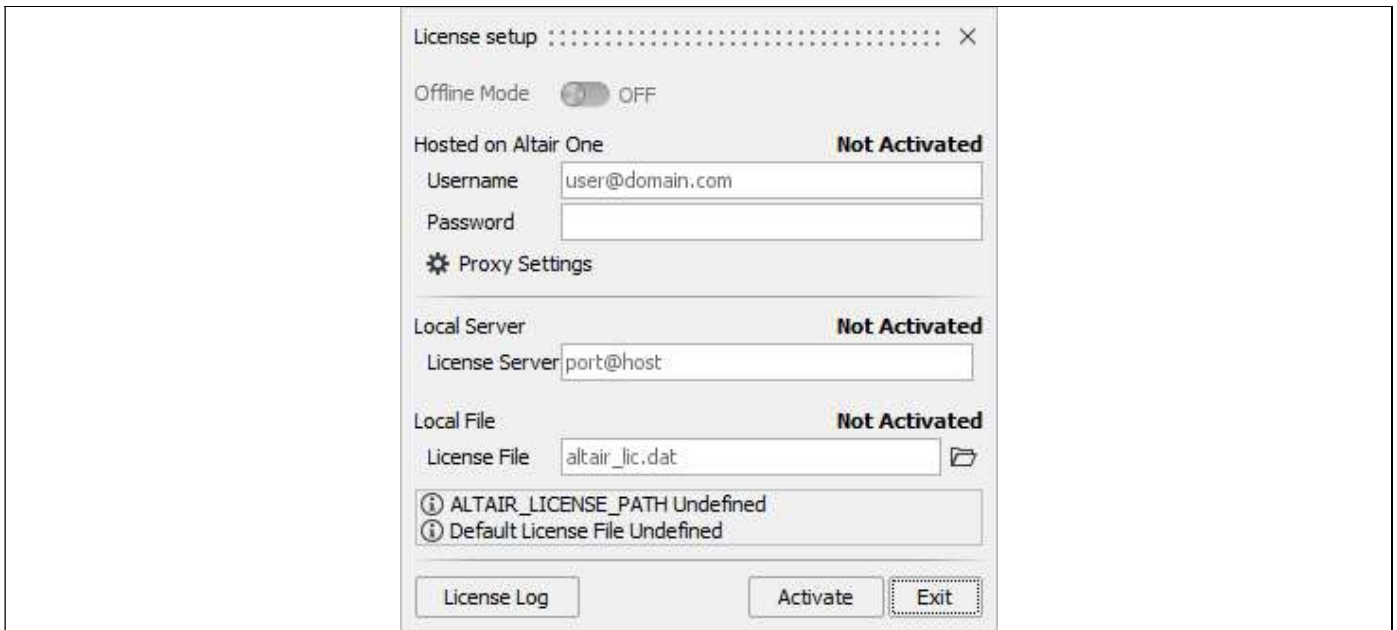 License setup
Offline Mode OFF
Hosted on Altair One Not Activated
Username user@domain.com
Password
Proxy Settings
Local Server Not Activated
License Server port@host
Local File Not Activated
License File altair_lic.dat
ALTAIR_LICENSE_PATH Undefined
Default License File Undefined
License Log Activate Exit